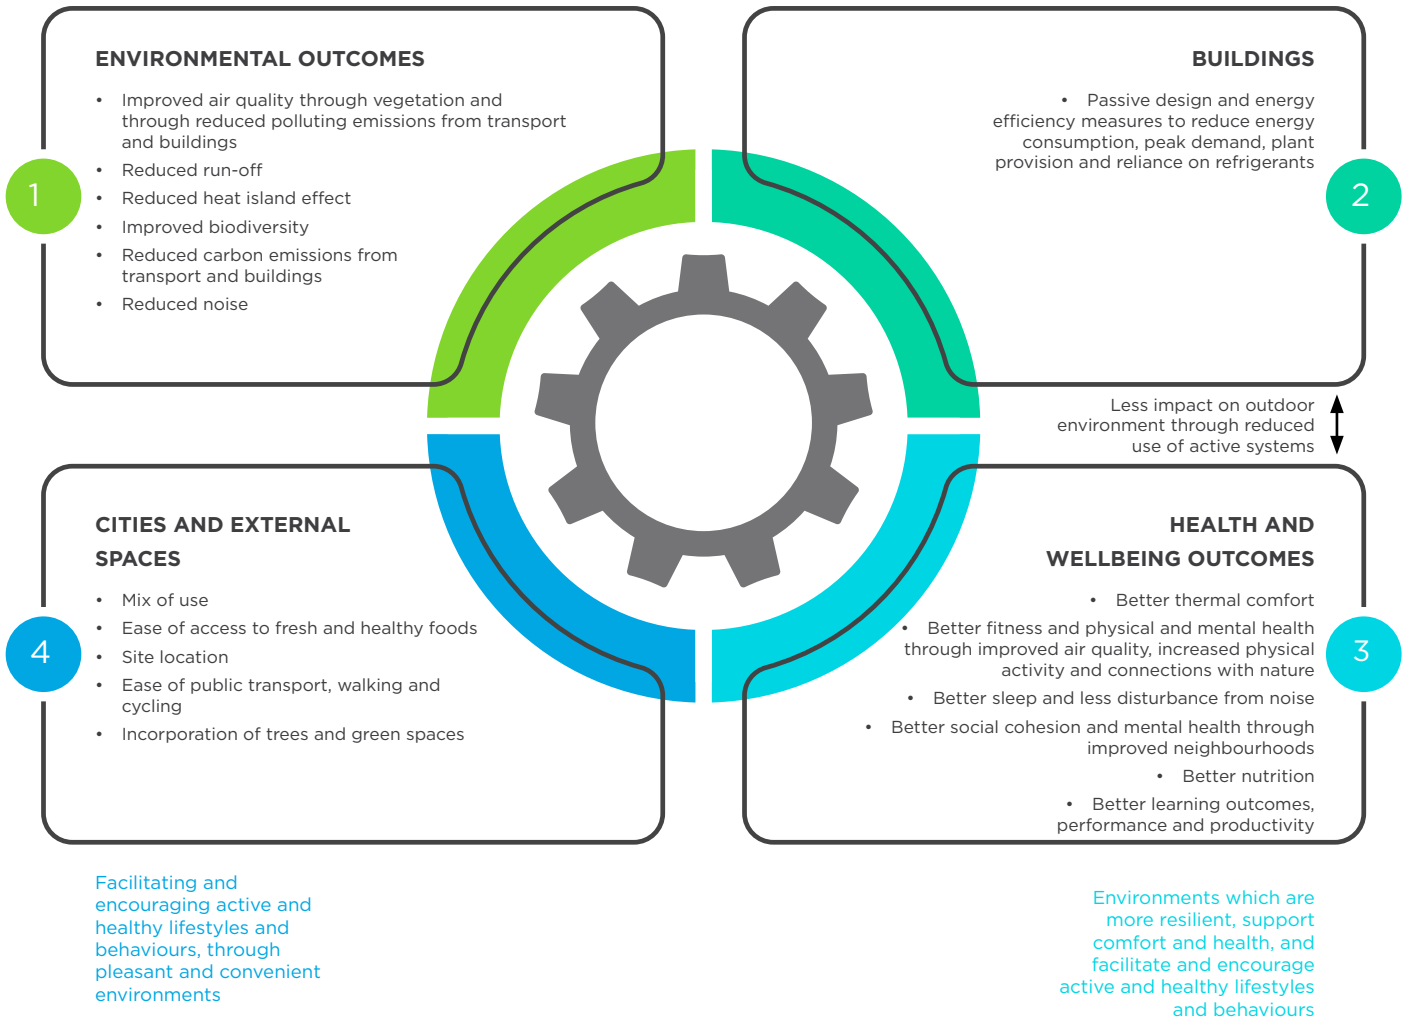 ENVIRONMENTAL OUTCOMES
• Improved air quality through vegetation and
through reduced polluting emissions from transport
and buildings
• Reduced run-off
• Reduced heat island effect
• Improved biodiversity
• Reduced carbon emissions from
transport and buildings
• Reduced noise
1
BUILDINGS
• Passive design and energy
efficiency measures to reduce energy
consumption, peak demand, plant
provision and reliance on refrigerants
2
Less impact on outdoor
environment through reduced
use of active systems
CITIES AND EXTERNAL
SPACES
• Mix of use
• Ease of access to fresh and healthy foods
• Site location
• Ease of public transport, walking and
cycling
• Incorporation of trees and green spaces
4
HEALTH AND
WELLBEING OUTCOMES
• Better thermal comfort
• Better fitness and physical and mental health
through improved air quality, increased physical
activity and connections with nature
• Better sleep and less disturbance from noise
• Better social cohesion and mental health through
improved neighbourhoods
• Better nutrition
• Better learning outcomes,
performance and productivity
3
Facilitating and
encouraging active and
healthy lifestyles and
behaviours, through
pleasant and convenient
environments
Environments which are
more resilient, support
comfort and health, and
facilitate and encourage
active and healthy lifestyles
and behaviours